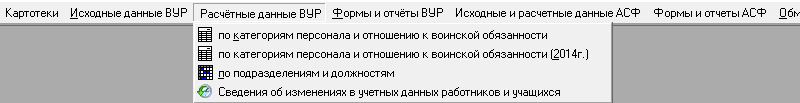 Картотеки Исходные данные ВУР Расчётные данные ВУР Формы и отчёты ВУР Исходные и расчетные данные АСФ Формы и отчеты АСФ
по категориям персонала и отношению к воинской обязанности
по категориям персонала и отношению к воинской обязанности (2014г.)
по подразделениям и должностям
Сведения об изменениях в учетных данных работников и учащихся